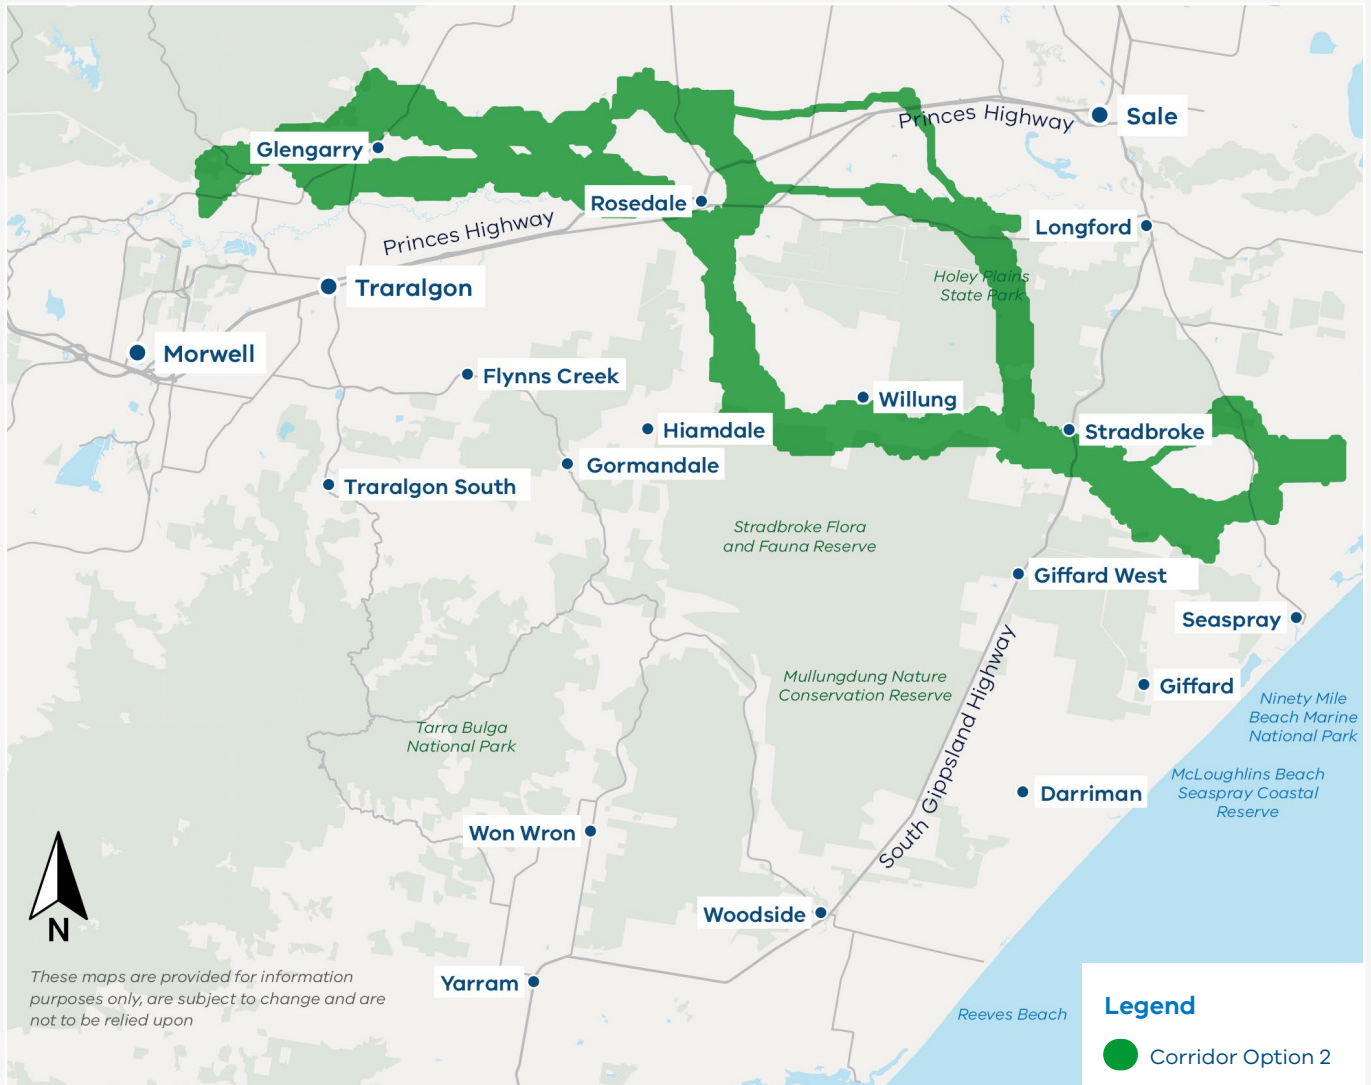 Princes Highway
Sale
Glengarry
Rosedale
Longford
Princes Highway
Holey Plains
State Park
Traralgon
Morwell
Flynns Creek
Willung
Hiamdale
Stradbroke
Gormandale
Traralgon South
Stradbroke Flora
and Fauna Reserve
Giffard West
Seaspray
South Gippsland Highway
Mullungdung Nature
Conservation Reserve
Giffard
Ninety Mile
Beach Marine
National Park
Tarra Bulga
National Park
McLoughlins Beach
Seaspray Coastal
Reserve
Darriman
Won Wron
Woodside
N
These maps are provided for information
purposes only, are subject to change and are
not to be relied upon
Yarram
Reeves Beach
Legend
Corridor Option 2